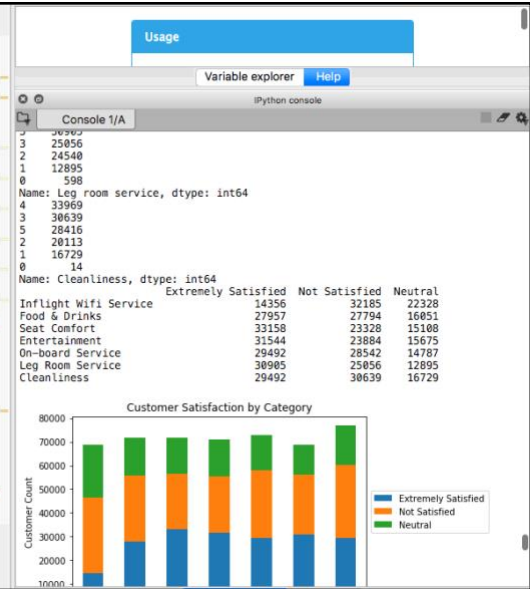 Usage
Variable explorer Help
IPython console
Console 1/A
5 30905
3 25056
2 24540
1 12895
0 598
Name: Leg room service, dtype: int64
4 33969
3 30639
5 28416
2 20113
1 16729
0 14
Name: Cleanliness, dtype: int64
Extremely Satisfied Not Satisfied Neutral
Inflight Wifi Service 14356 32185 22328
Food & Drinks 27957 27794 16051
Seat Comfort 33158 23328 15108
Entertainment 31544 23884 15675
On-board Service 29492 28542 14787
Leg Room Service 30905 25056 12895
Cleanliness 29492 30639 16729
Customer Satisfaction by Category
80000
70000
60000
50000
40000
30000
20000
10000
Customer Count
Extremely Satisfied
Not Satisfied
Neutral